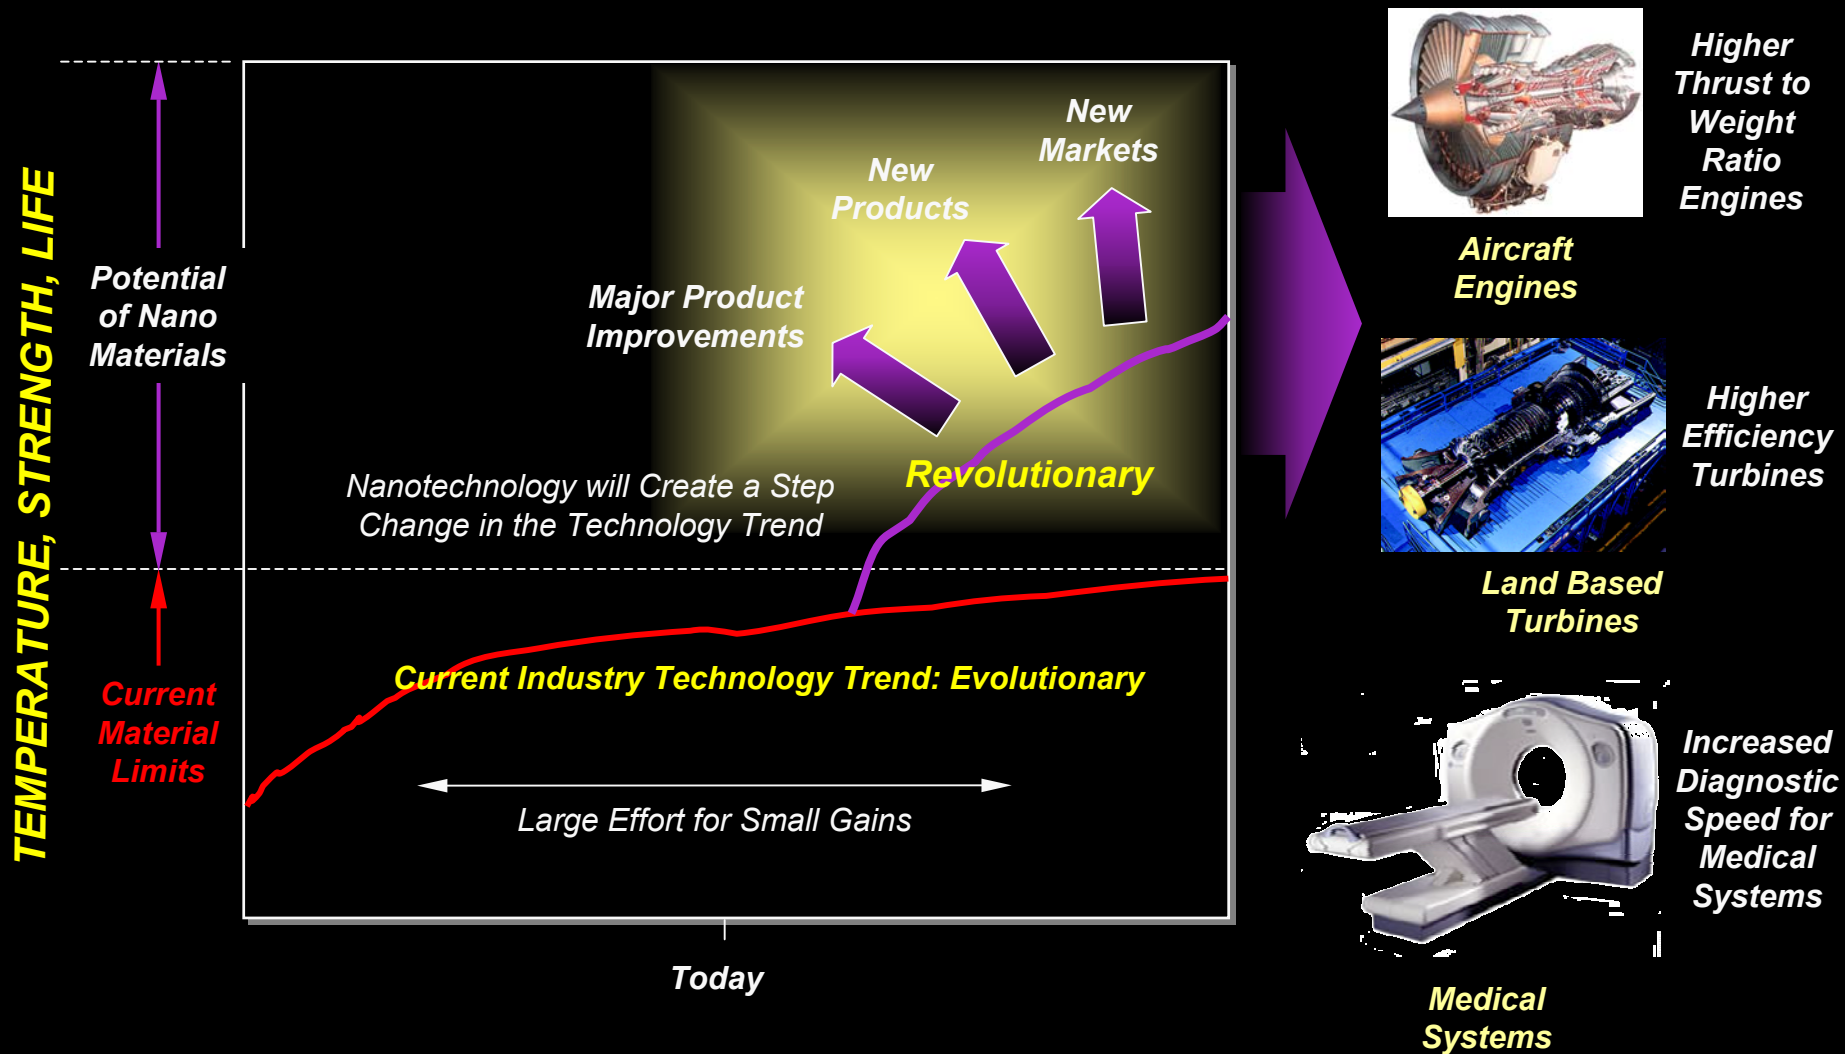 TEMPERATURE, STRENGTH, LIFE
Potential
of Nano
Materials
Current
Material
Limits
New
Markets
New
Products
Major Product
Improvements
Revolutionary
Nanotechnology will Create a Step
Change in the Technology Trend
Current Industry Technology Trend: Evolutionary
Large Effort for Small Gains
Today
Higher
Thrust to
Weight
Ratio
Engines
Aircraft
Engines
Higher
Efficiency
Turbines
Land Based
Turbines
Increased
Diagnostic
Speed for
Medical
Systems
Medical
Systems